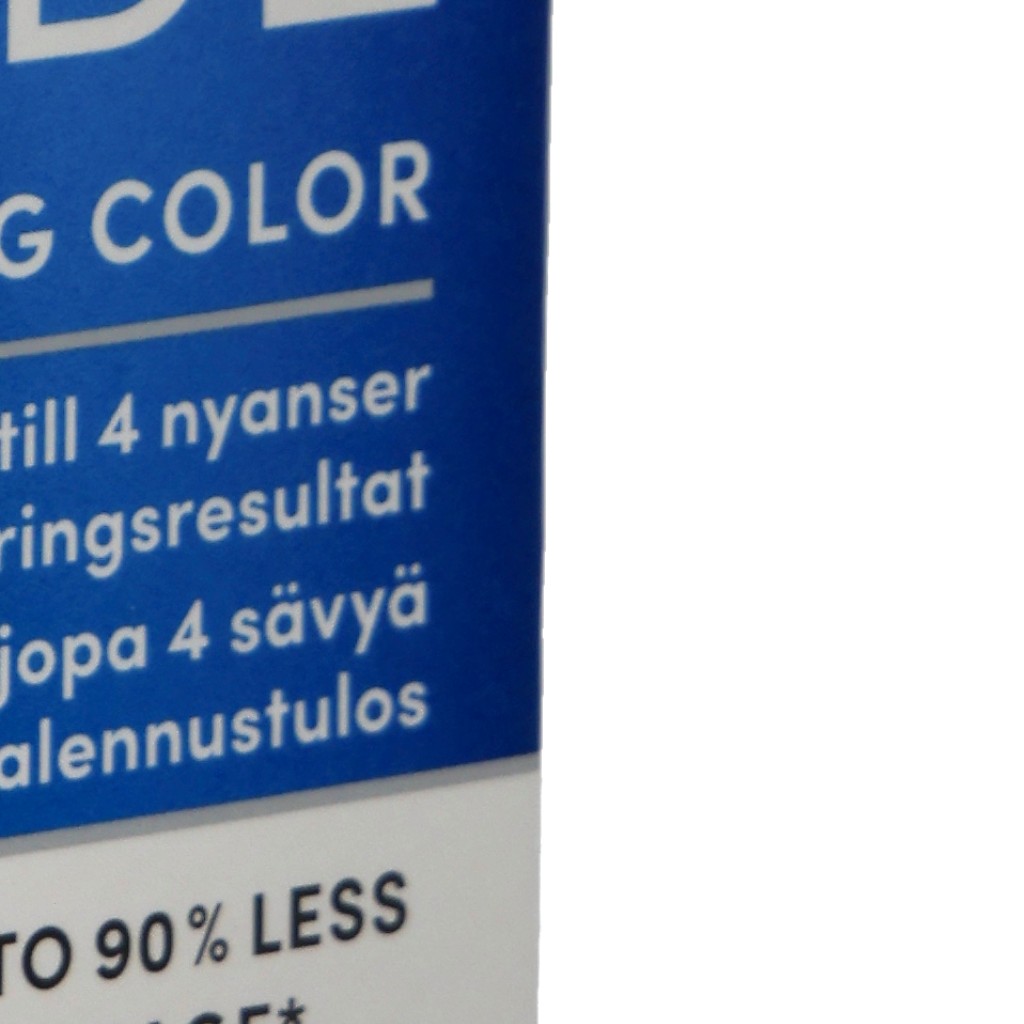 G COLOR
till 4 nyanser
ringsresultat
jopa 4 sävyä
alennustulos
TO 90% LESS